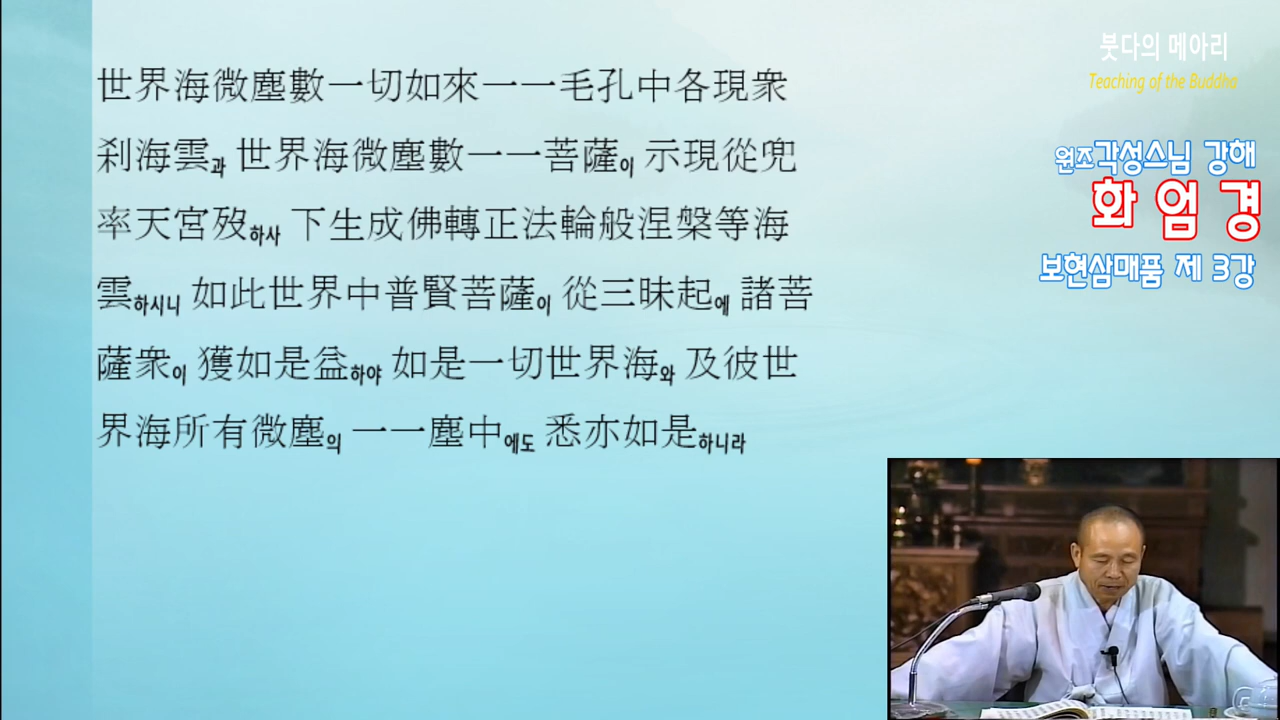 世界海微塵數一切如來一一毛孔中各現衆
刹海雲과 世界海微塵數一一菩薩이 示現從兜
率天宮歿하사 下生成佛轉正法輪般涅槃等海
雲하시니 如此世界中普賢菩薩이 從三昧起에 諸菩
薩衆이 獲如是益하야 如是一切世界海와 及彼世
界海所有微塵의 一一塵中에도 悉亦如是하니라
붓다의 메아리
Teaching of the Buddha
원조각성스님 강해
화엄경
보현삼매품 제 3강